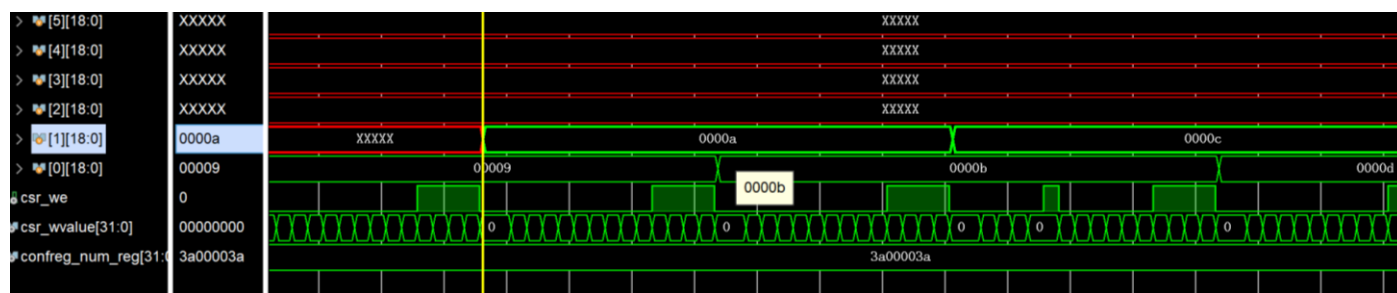 [5][18:0] XXXXX XXXXX
[4][18:0] XXXXX XXXXX
[3][18:0] XXXXX XXXXX
[2][18:0] XXXXX XXXXX
[1][18:0] 0000a XXXXX 0000a 0000c
[0][18:0] 00009 00009 0000b 0000d
0000b
csr_we 0
csr_wvalue[31:0] 00000000 0 0 0 0 0
confreg_num_reg[31:0 3a00003a 3a00003a